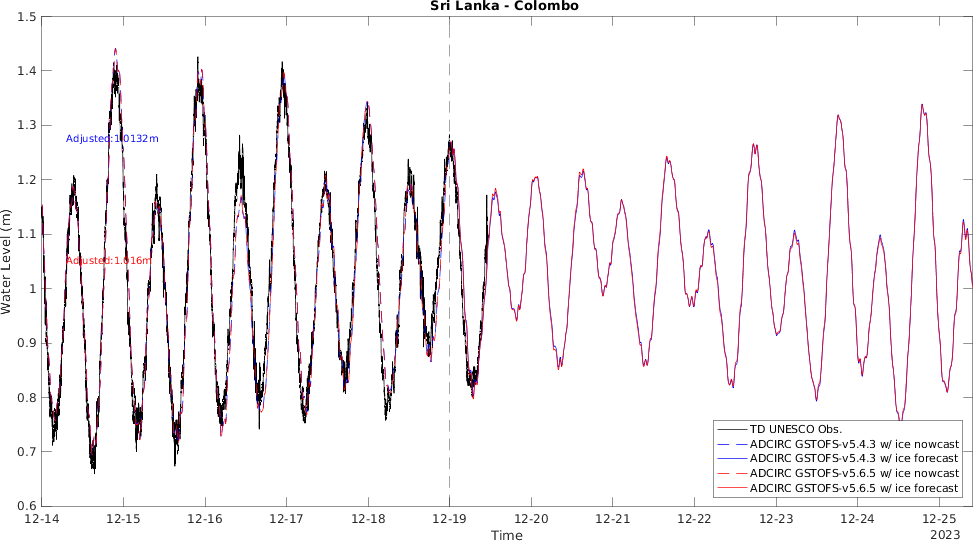 Sri Lanka - Colombo
1.5
1.4
1.3
1.2
1.1
1
0.9
0.8
0.7
0.6
Water Level (m)
Adjusted:1.0132m
Adjusted:1.016m
TD UNESCO Obs.
ADCIRC GSTOFS-v5.4.3 w/ ice nowcast
ADCIRC GSTOFS-v5.4.3 w/ ice forecast
ADCIRC GSTOFS-v5.6.5 w/ ice nowcast
ADCIRC GSTOFS-v5.6.5 w/ ice forecast
12-14 12-15 12-16 12-17 12-18 12-19 12-20 12-21 12-22 12-23 12-24 12-25
Time
2023